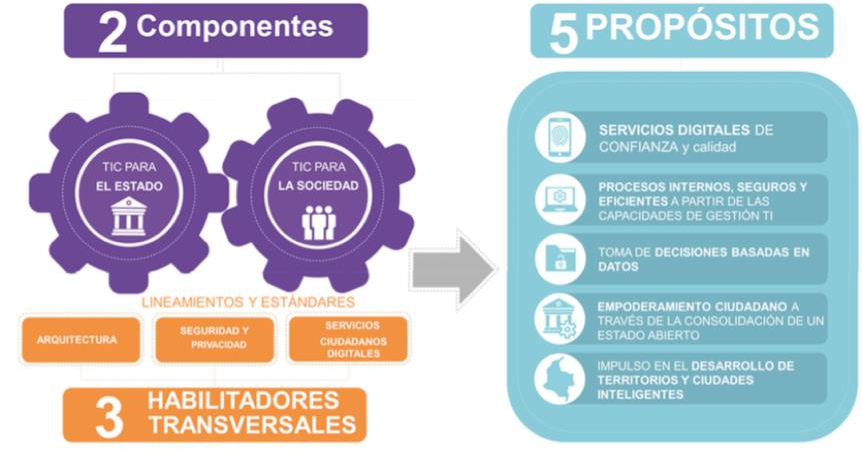 2 Componentes
TIC PARA
EL ESTADO
TIC PARA
LA SOCIEDAD
LINEAMIENTOS Y ESTÁNDARES
ARQUITECTURA
SEGURIDAD Y
PRIVACIDAD
SERVICIOS
CIUDADANOS
DIGITALES
3 HABILITADORES
TRANSVERSALES
5 PROPÓSITOS
SERVICIOS DIGITALES DE
CONFIANZA y calidad
PROCESOS INTERNOS, SEGUROS Y
EFICIENTES A PARTIR DE LAS
CAPACIDADES DE GESTIÓN TI
TOMA DE DECISIONES BASADAS EN
DATOS
EMPODERAMIENTO CIUDADANO A
TRAVÉS DE LA CONSOLIDACIÓN DE UN
ESTADO ABIERTO
IMPULSO EN EL DESARROLLO DE
TERRITORIOS Y CIUDADES
INTELIGENTES